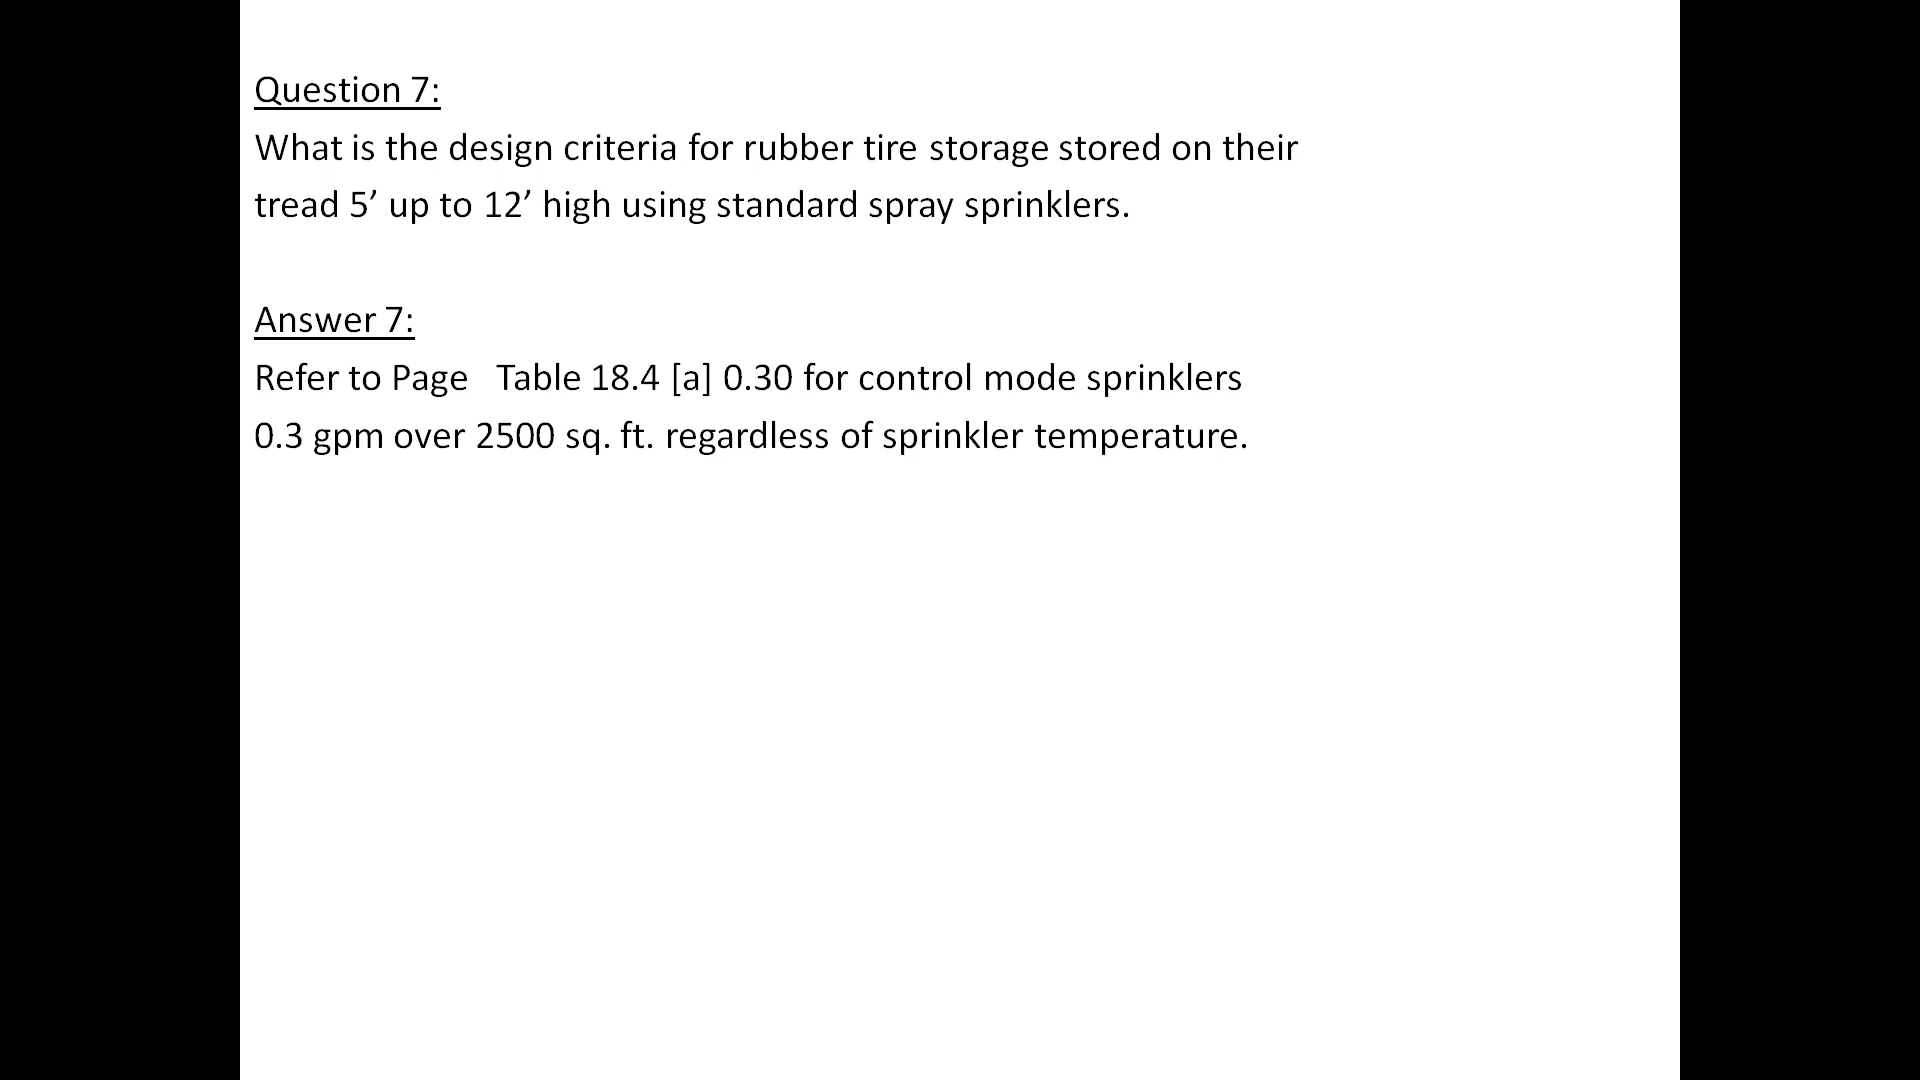 Question 7:
What is the design criteria for rubber tire storage stored on their
tread 5’ up to 12’ high using standard spray sprinklers.
Answer 7:
Refer to Page   Table 18.4 [a] 0.30 for control mode sprinklers
0.3 gpm over 2500 sq. ft. regardless of sprinkler temperature.